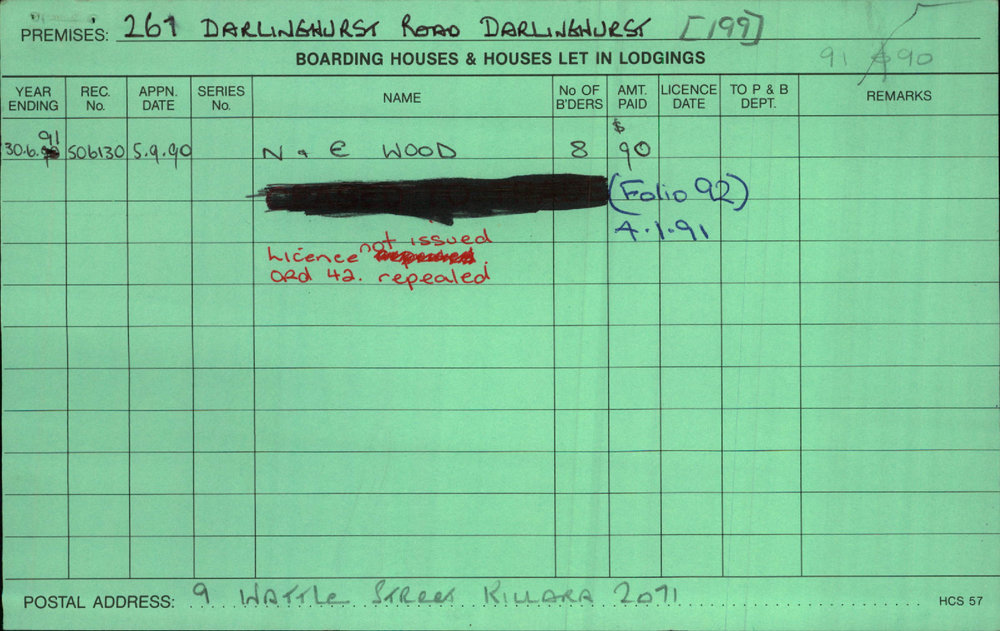 PREMISES: 267 DARLINGHURST ROAD DARLINGHURST [199]
BOARDING HOUSES & HOUSES LET IN LODGINGS
91 $90
YEAR ENDING REC. No. APPN. DATE SERIES No. NAME No OF B'DERS AMT. PAID LICENCE DATE TO P & B DEPT. REMARKS
$
30.6.91 506130 5.9.90 N & E WOOD 8 90
(Folio 92)
4.1.91
Licence not issued
ORD 42. repealed
POSTAL ADDRESS: 9 WATTLE STREET KILLARA 2071 HCS 57